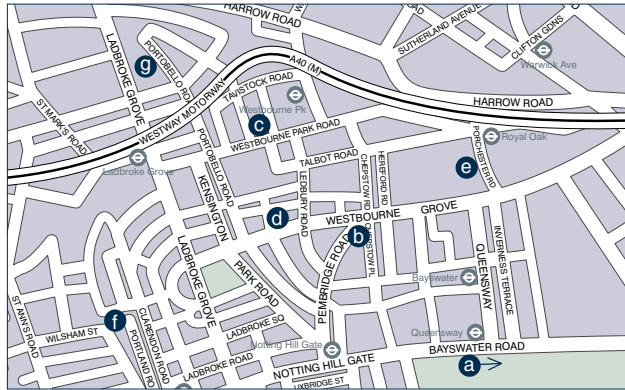 HARROW ROAD
SUTHERLAND AVENUE
CLIFTON GDNS
Warwick Ave
LADBROKE GROVE
PORTOBELLO ROAD
g
A40 (M)
WESTWAY MOTORWAY
TAVISTOCK ROAD
Westbourne Pk
HARROW ROAD
ST.MARK'S ROAD
c
WESTBOURNE PARK ROAD
PORCHESTER RD
Royal Oak
PORTOBELLO ROAD
TALBOT ROAD
Ladbroke Grove
CHEPSTOW RD
HEREFORD RD
e
KENSINGTON
LEDBURY ROAD
d
WESTBOURNE
GROVE
b
CHEPSTOW PL
LADBROKE GROVE
PARK ROAD
PEMBRIDGE ROAD
QUEENSWAY
INVERNESS TERRACE
Bayswater
ST ANN'S ROAD
f
WILSHAM ST
CLARENDON ROAD
PORTLAND RD
LADBROKE SQ
LADBROKE ROAD
Notting Hill Gate
Queensway
BAYSWATER ROAD
NOTTING HILL GATE
a
UXBRIDGE ST